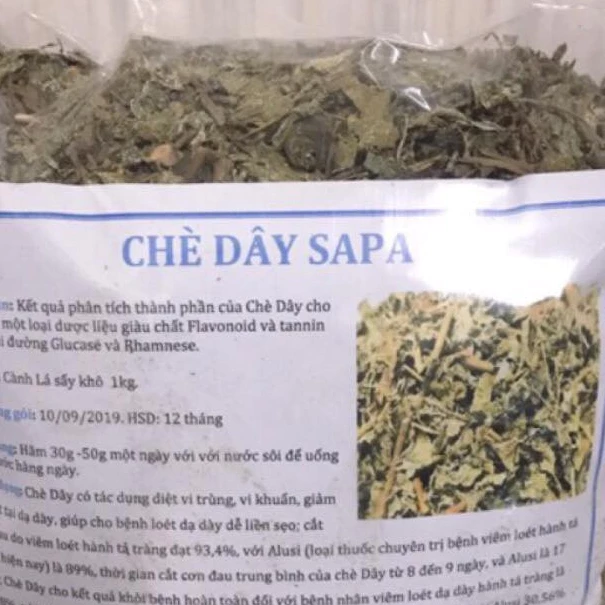 CHÈ DÂY SAPA
Kết quả phân tích thành phần của Chè Dây cho
một loại dược liệu giàu chất Flavonoid và tannin
đường Glucase và Rhamnese.
Cành Lá sấy khô 1kg.
gói: 10/09/2019. HSD: 12 tháng
Hãm 30g -50g một ngày với với nước sôi để uống
hàng ngày.
Chè Dây có tác dụng diệt vi trùng, vi khuẩn, giảm
tại dạ dày, giúp cho bệnh loét dạ dày dễ liền sẹo; cắt
do viêm loét hành tá tràng đạt 93,4%, với Alusi (loại thuốc chuyên trị bệnh viêm loét hành tá
nay) là 89%, thời gian cắt cơn đau trung bình của chè Dây từ 8 đến 9 ngày, và Alusi là 17
Chè Dây cho kết quả khỏi bệnh hoàn toàn đối với bệnh nhân viêm loét dạ dày hành tá tràng là
30,56%